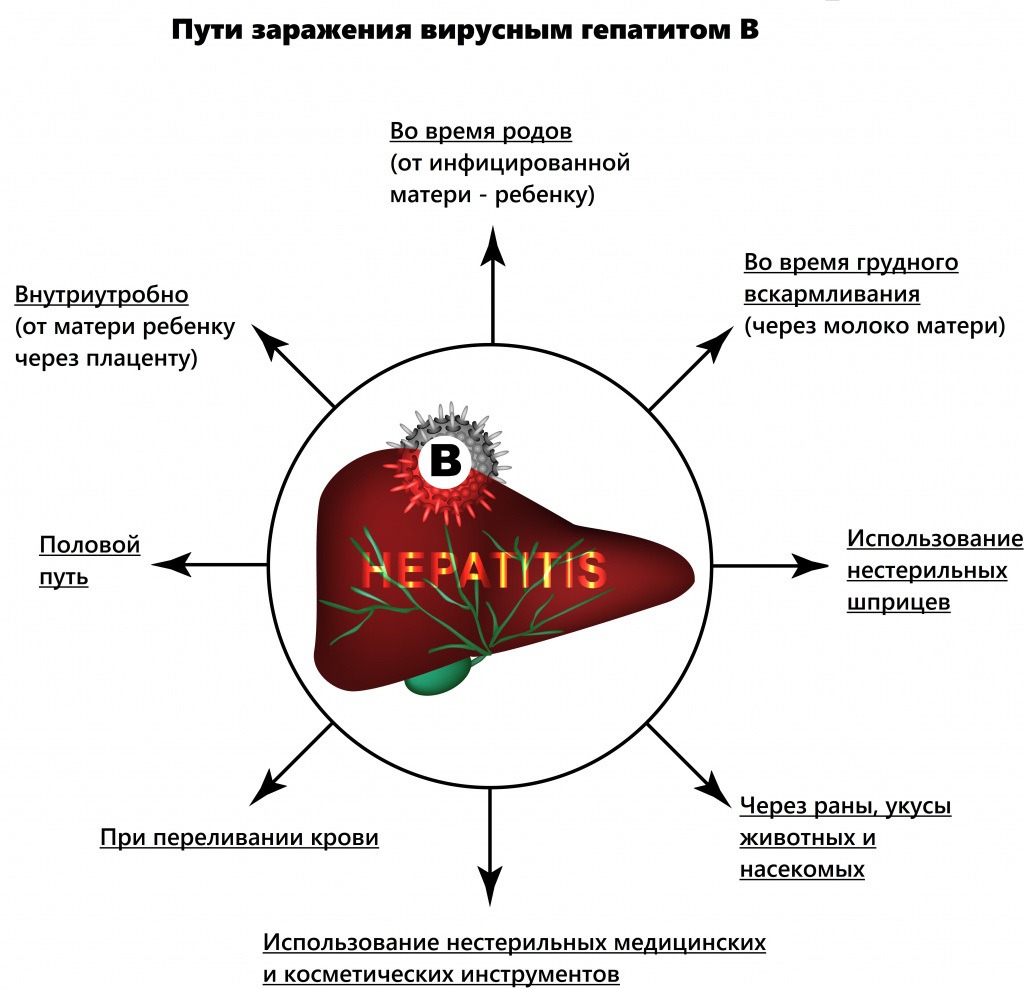 Пути заражения вирусным гепатитом В
Во время родов
(от инфицированной
матери - ребенку)
Во время грудного
вскармливания
(через молоко матери)
Внутриутробно
(от матери ребенку
через плаценту)
B
HEPATITIS
Половой
путь
Использование
нестерильных
шприцев
При переливании крови
Через раны, укусы
животных и
насекомых
Использование нестерильных медицинских
и косметических инструментов